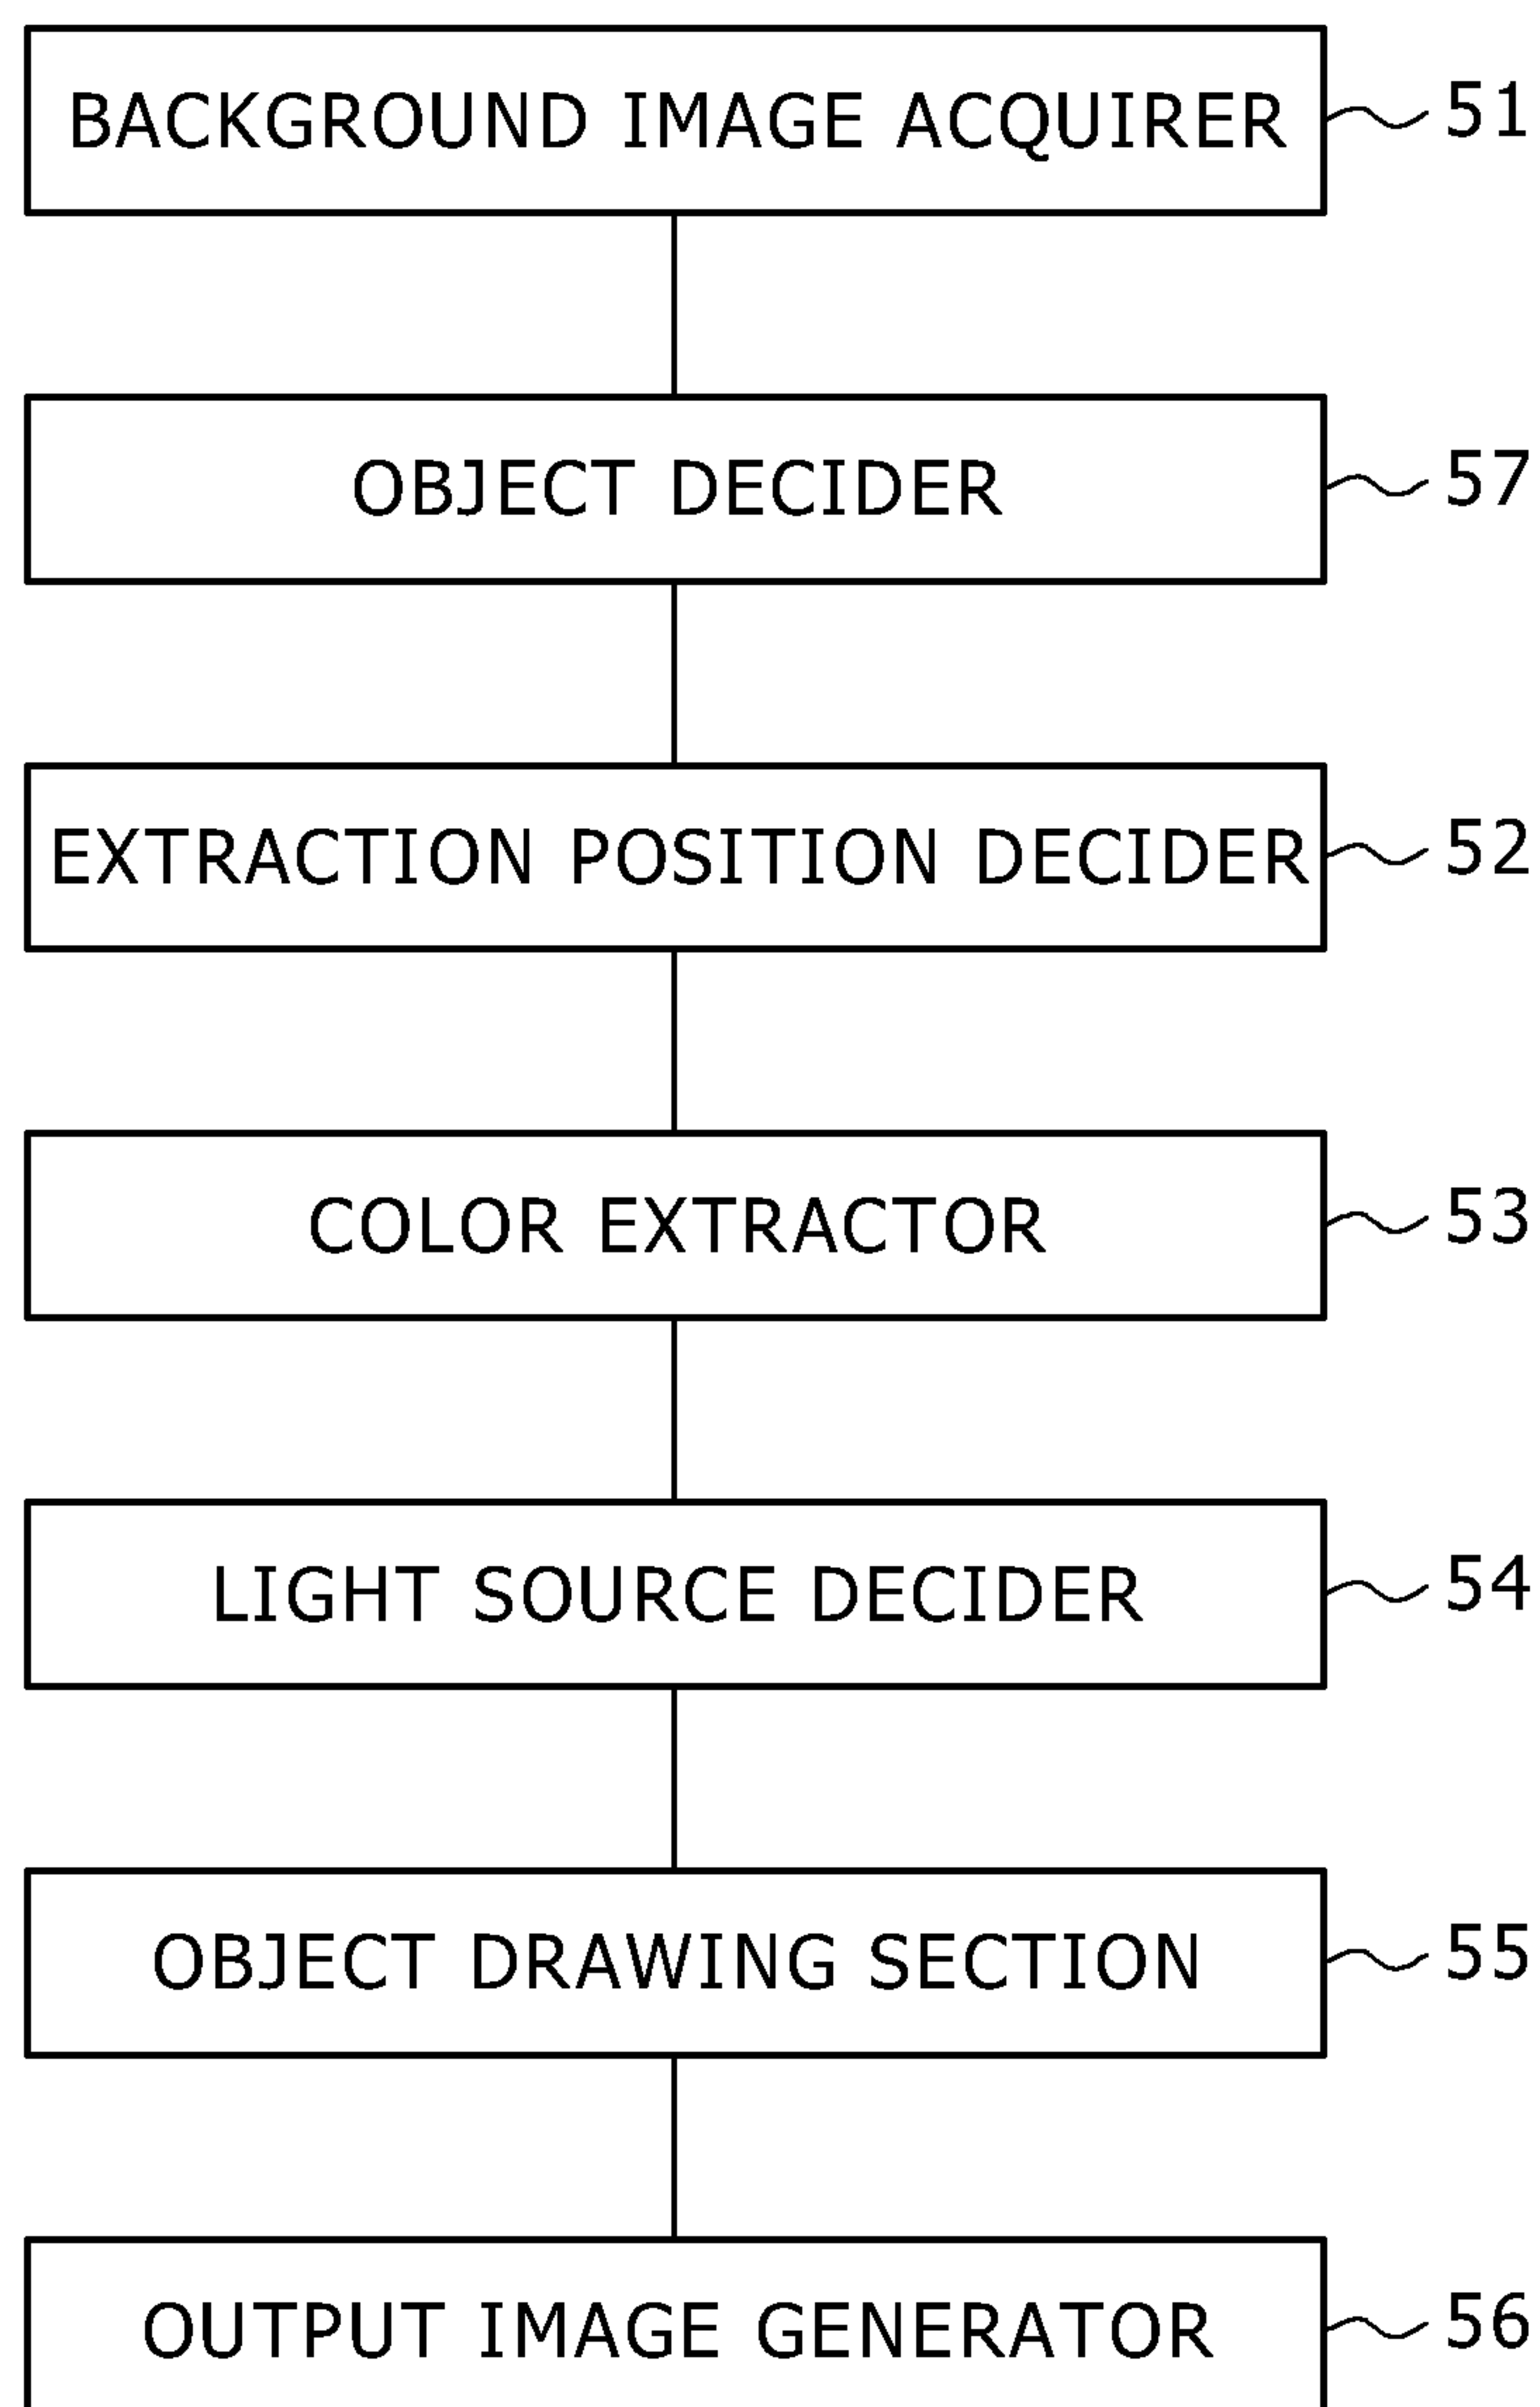 BACKGROUND IMAGE ACQUIRER 51
OBJECT DECIDER 57
EXTRACTION POSITION DECIDER 52
COLOR EXTRACTOR 53
LIGHT SOURCE DECIDER 54
OBJECT DRAWING SECTION 55
OUTPUT IMAGE GENERATOR 56